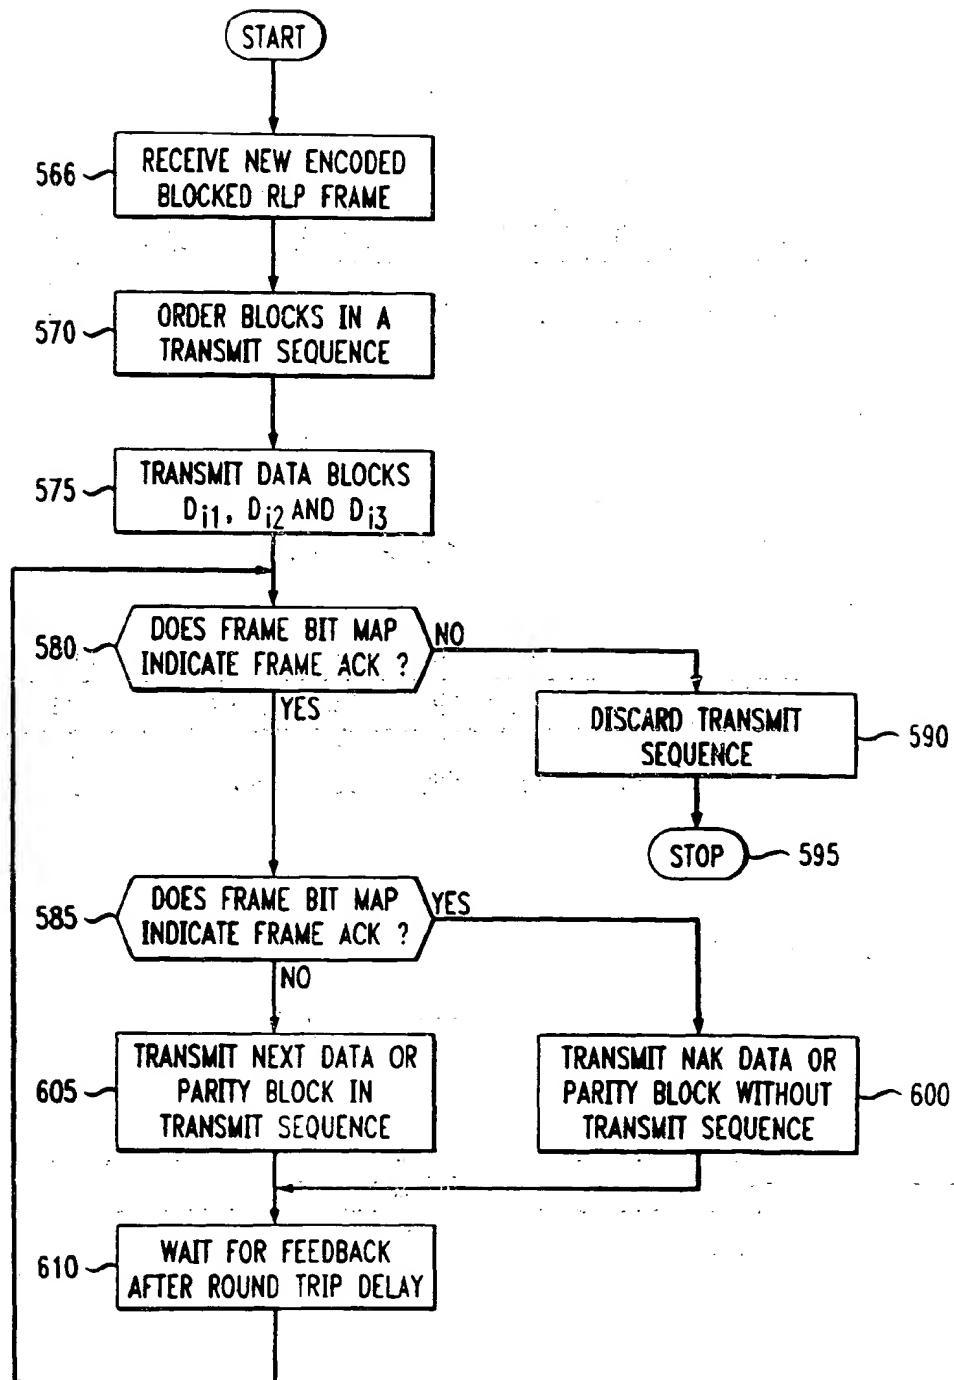 START
566
RECEIVE NEW ENCODED
BLOCKED RLP FRAME
570
ORDER BLOCKS IN A
TRANSMIT SEQUENCE
575
TRANSMIT DATA BLOCKS
Di1, Di2 AND Di3
580
DOES FRAME BIT MAP
INDICATE FRAME ACK ?
NO
YES
DISCARD TRANSMIT
SEQUENCE
590
STOP
595
585
DOES FRAME BIT MAP
INDICATE FRAME ACK ?
YES
NO
605
TRANSMIT NEXT DATA OR
PARITY BLOCK IN
TRANSMIT SEQUENCE
TRANSMIT NAK DATA OR
PARITY BLOCK WITHOUT
TRANSMIT SEQUENCE
600
610
WAIT FOR FEEDBACK
AFTER ROUND TRIP DELAY